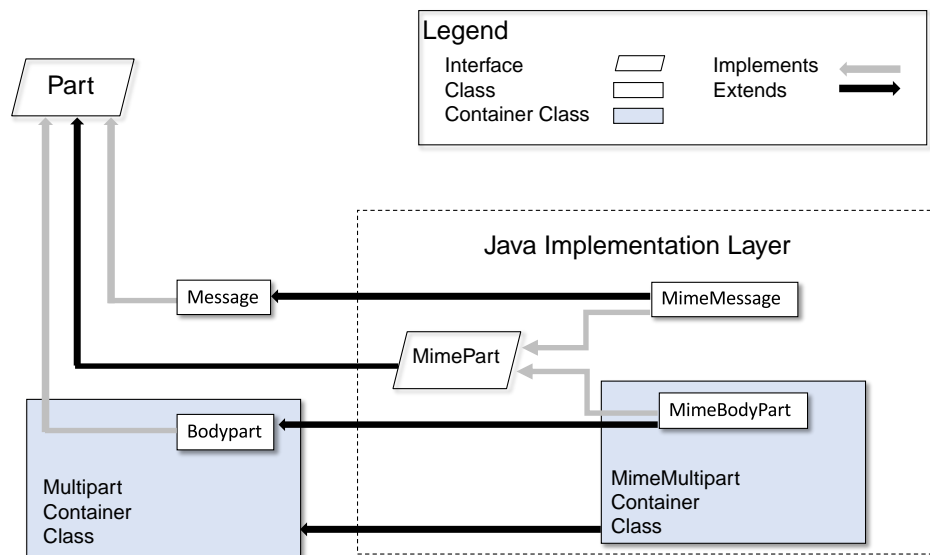 Legend
Interface
Implements
Class
Extends
Container Class
Part
Java Implementation Layer
Message
MimeMessage
MimePart
MimeBodyPart
Bodypart
Multipart
Container
Class
MimeMultipart
Container
Class